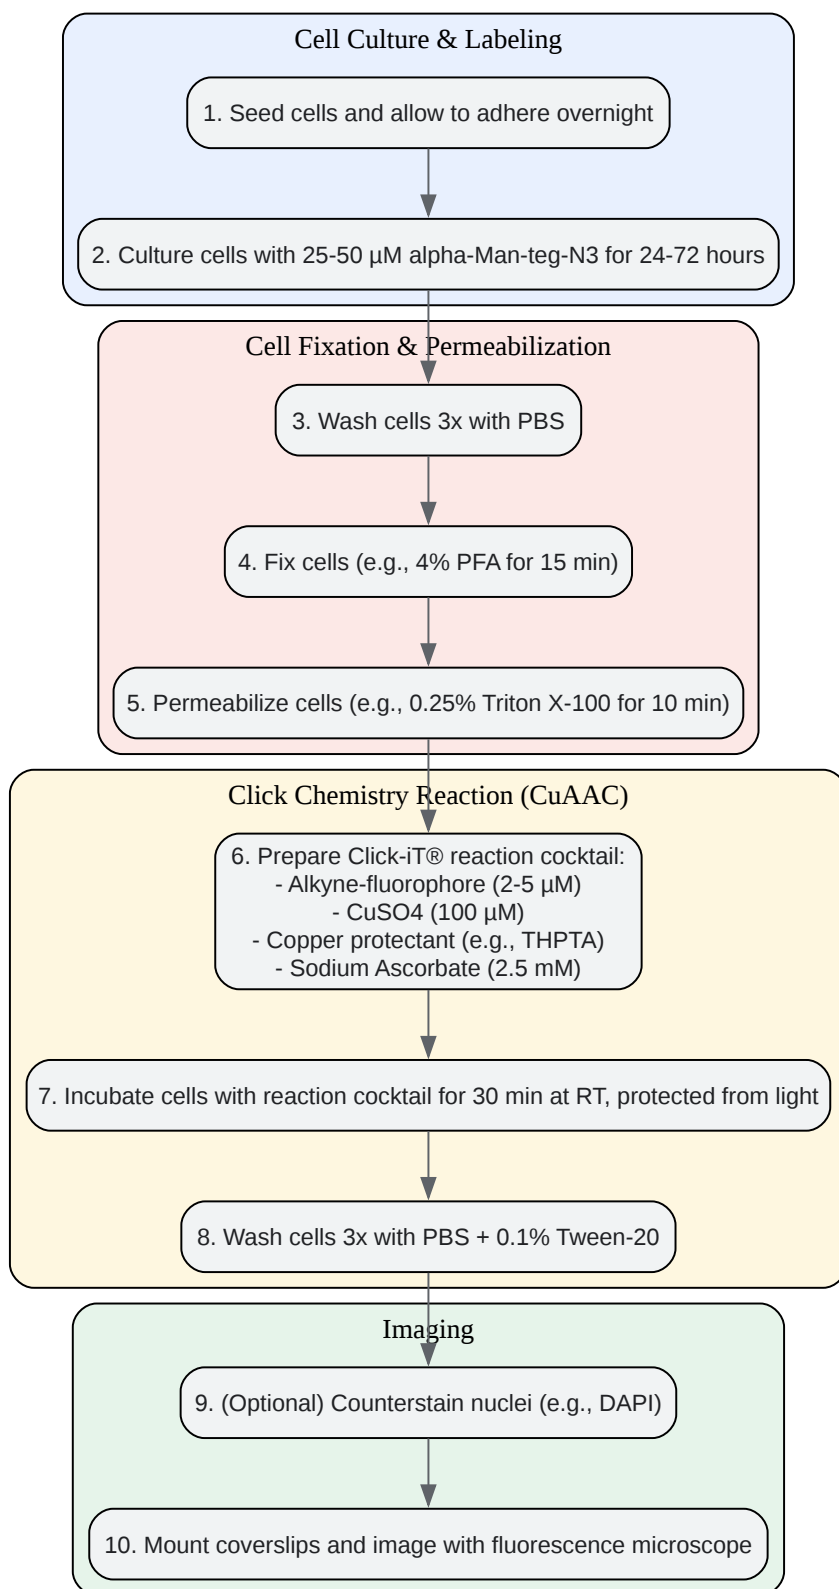 Cell Culture & Labeling
1. Seed cells and allow to adhere overnight
2. Culture cells with 25-50 µM alpha-Man-teg-N3 for 24-72 hours
Cell Fixation & Permeabilization
3. Wash cells 3x with PBS
4. Fix cells (e.g., 4% PFA for 15 min)
5. Permeabilize cells (e.g., 0.25% Triton X-100 for 10 min)
Click Chemistry Reaction (CuAAC)
6. Prepare Click-iT® reaction cocktail:
- Alkyne-fluorophore (2-5 µM)
- CuSO4 (100 µM)
- Copper protectant (e.g., THPTA)
- Sodium Ascorbate (2.5 mM)
7. Incubate cells with reaction cocktail for 30 min at RT, protected from light
8. Wash cells 3x with PBS + 0.1% Tween-20
Imaging
9. (Optional) Counterstain nuclei (e.g., DAPI)
10. Mount coverslips and image with fluorescence microscope